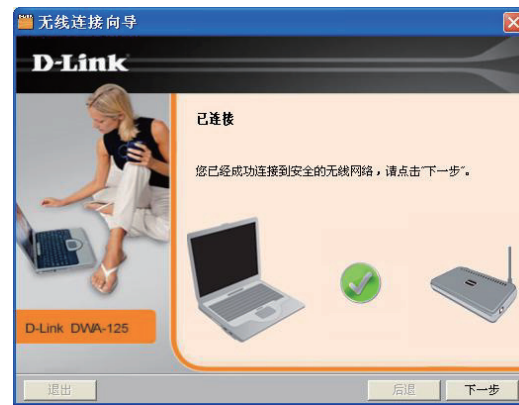 无线连接向导
D-Link
已连接
您已经成功连接到安全的无线网络，请点击"下一步"。
D-Link DWA-125
退出
后退
下一步